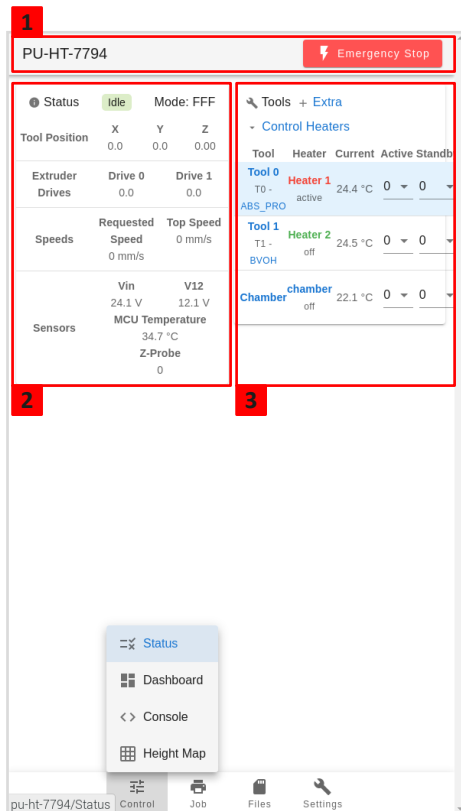 1
PU-HT-7794
Emergency Stop
Status Idle Mode: FFF
Tool Position X Y Z
0.0 0.0 0.00
Extruder Drives Drive 0 Drive 1
0.0 0.0
Speeds Requested Speed Top Speed
0 mm/s 0 mm/s
Sensors Vin V12
24.1 V 12.1 V
MCU Temperature
34.7 °C
Z-Probe
0
2
Tools + Extra
Control Heaters
Tool Heater Current Active Standb
Tool 0 Heater 1 24.4 °C 0 0
T0 - active
ABS_PRO
Tool 1 Heater 2 24.5 °C 0 0
T1 - off
BVOH
Chamber chamber 22.1 °C 0 0
off
3
Status
Dashboard
Console
Height Map
pu-ht-7794/Status
Control Job Files Settings